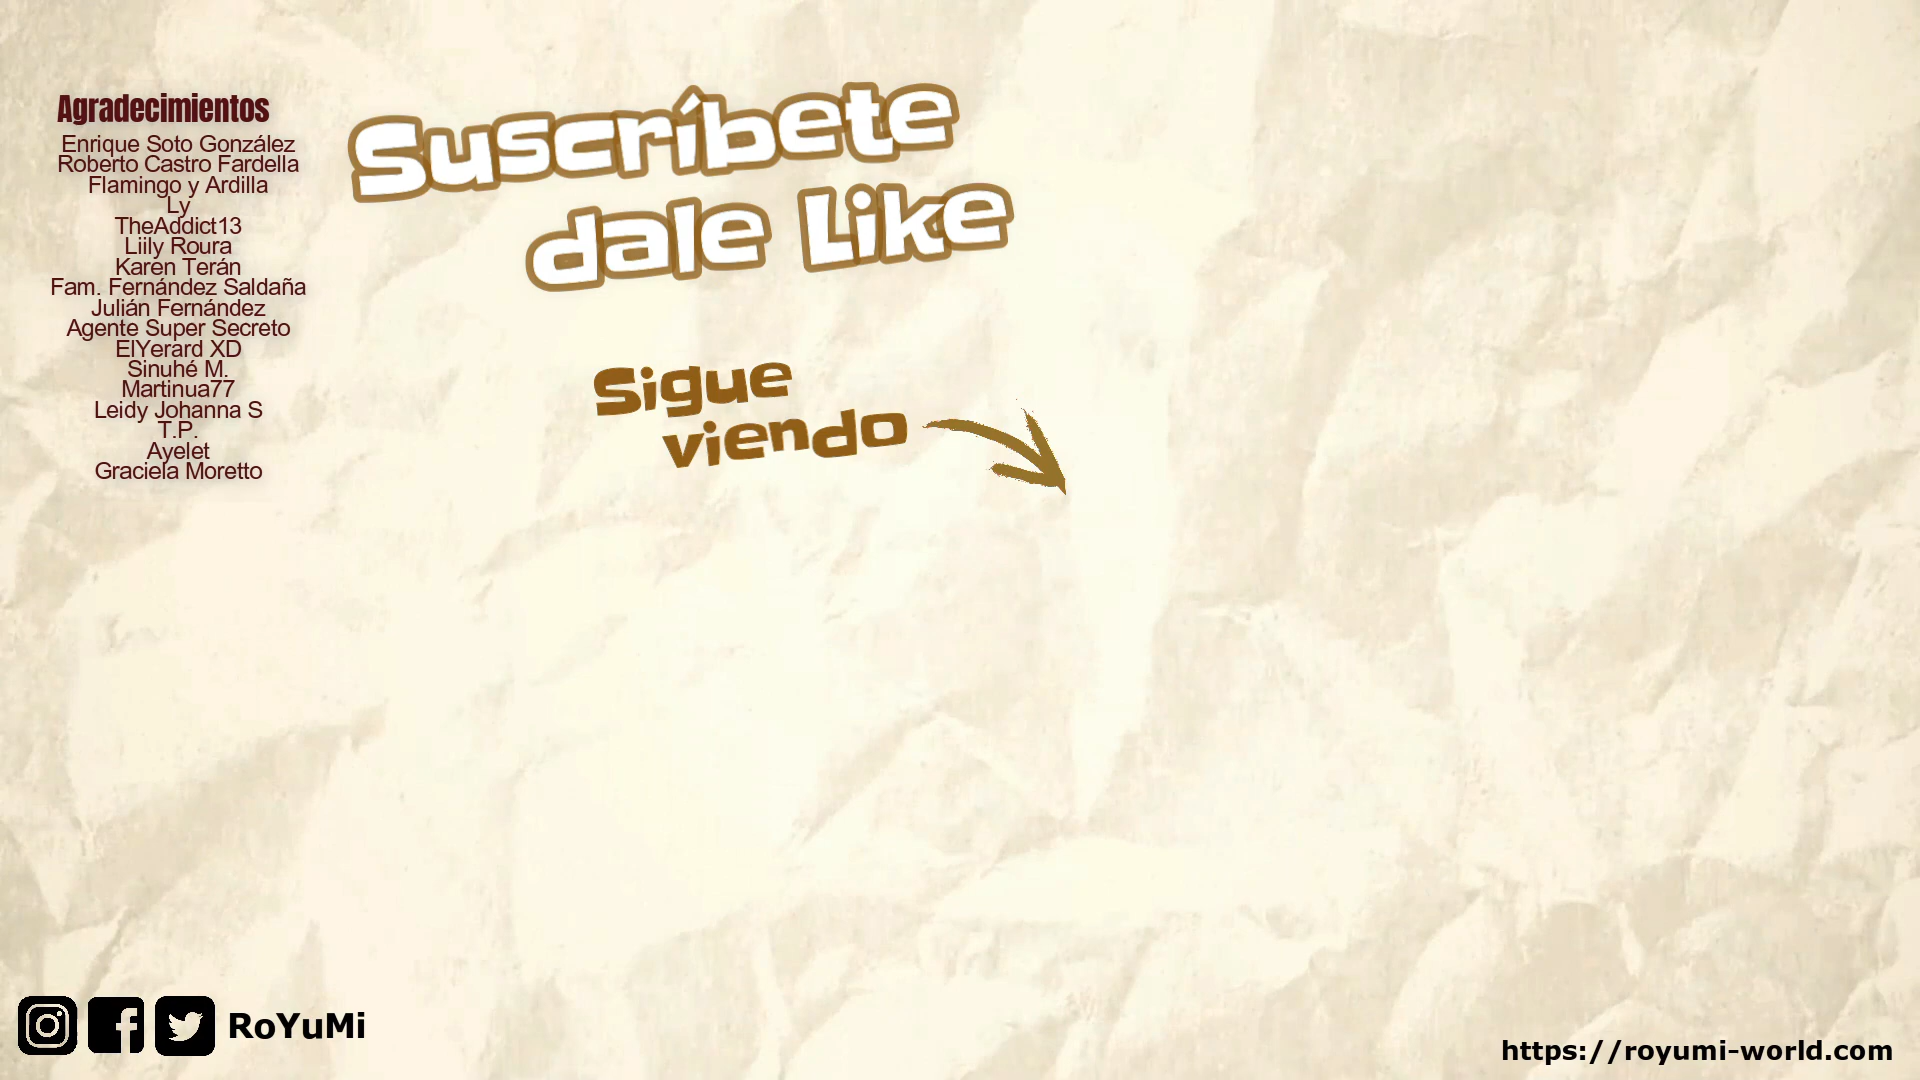 Agradecimientos
Enrique Soto González
Roberto Castro Fardella
Flamingo y Ardilla
Ly
TheAddict13
Liily Roura
Karen Terán
Fam. Fernández Saldaña
Julián Fernández
Agente Super Secreto
ElYerard XD
Sinuhé M.
Martinua77
Leidy Johanna S
T.P.
Ayelet
Graciela Moretto
Suscríbete
dale Like
Sigue
viendo
RoYuMi
https://royumi-world.com